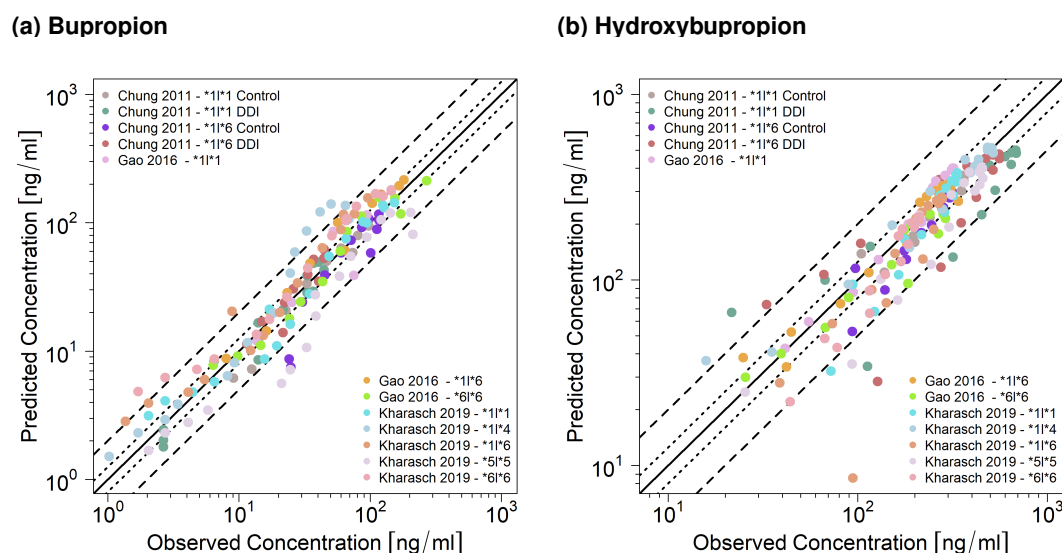 (a) Bupropion
(b) Hydroxybupropion
10³
10²
10¹
10⁰
Predicted Concentration [ng/ml]
Chung 2011 - *1|*1 Control
Chung 2011 - *1|*1 DDI
Chung 2011 - *1|*6 Control
Chung 2011 - *1|*6 DDI
Gao 2016 - *1|*1
Gao 2016 - *1|*6
Gao 2016 - *6|*6
Kharasch 2019 - *1|*1
Kharasch 2019 - *1|*4
Kharasch 2019 - *1|*6
Kharasch 2019 - *5|*5
Kharasch 2019 - *6|*6
10⁰ 10¹ 10² 10³
Observed Concentration [ng/ml]
10³
10²
10¹
Predicted Concentration [ng/ml]
Chung 2011 - *1|*1 Control
Chung 2011 - *1|*1 DDI
Chung 2011 - *1|*6 Control
Chung 2011 - *1|*6 DDI
Gao 2016 - *1|*1
Gao 2016 - *1|*6
Gao 2016 - *6|*6
Kharasch 2019 - *1|*1
Kharasch 2019 - *1|*4
Kharasch 2019 - *1|*6
Kharasch 2019 - *5|*5
Kharasch 2019 - *6|*6
10¹ 10² 10³
Observed Concentration [ng/ml]